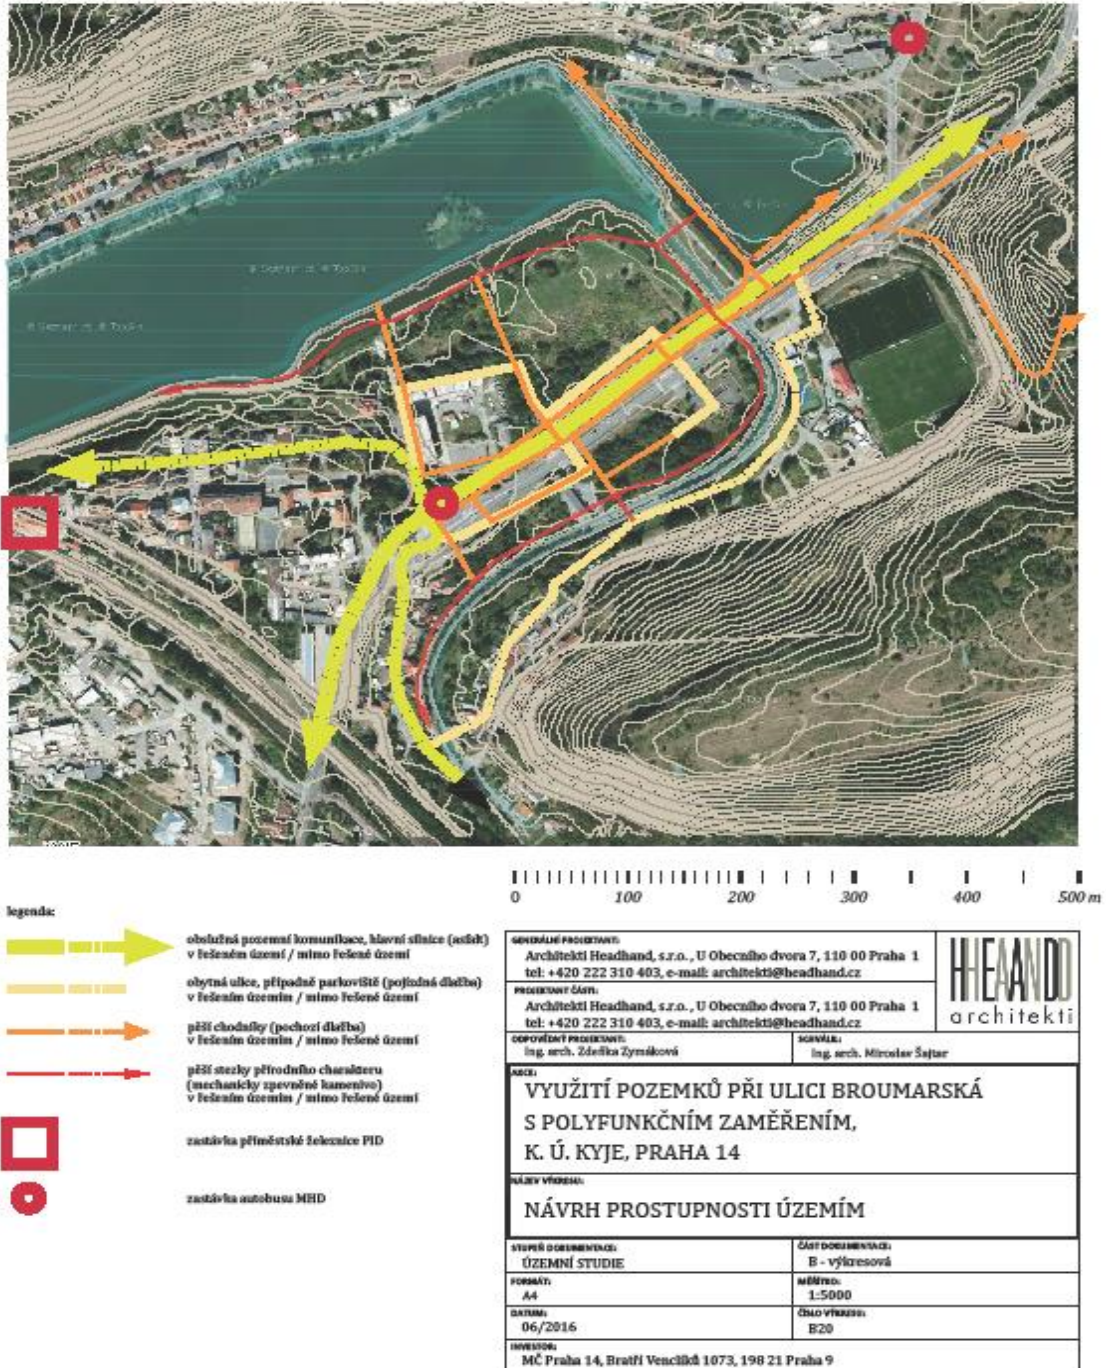 0 100 200 300 400 500 m
legenda:
obslužná pozemní komunikace, hlavní silnice (asfalt)
v řešeném území / mimo řešené území
obytná ulice, případně parkoviště (pojízdná dlažba)
v řešeném územím / mimo řešené území
pěší chodníky (pochozí dlažba)
v řešeném územím / mimo řešené území
pěší stezky přírodního charakteru
(mechanicky zpevněné kamenivo)
v řešeném územím / mimo řešené území
zastávka příměstské železnice PID
zastávka autobusu MHD
GENERÁLNÍ PROJEKTANT:
Architekti Headhand, s.r.o., U Obecního dvora 7, 110 00 Praha 1
tel: +420 222 310 403, e-mail: architekti@headhand.cz
PROJEKTANT ČÁSTI:
Architekti Headhand, s.r.o., U Obecního dvora 7, 110 00 Praha 1
tel: +420 222 310 403, e-mail: architekti@headhand.cz
HHEAANDD
architekti
ODPOVĚDNÝ PROJEKTANT:
Ing. arch. Zdeňka Zymáková
SCHVÁLIL:
Ing. arch. Miroslav Šajtar
AKCE:
VYUŽITÍ POZEMKŮ PŘI ULICI BROUMARSKÁ
S POLYFUNKČNÍM ZAMĚŘENÍM,
K. Ú. KYJE, PRAHA 14
NÁZEV VÝKRESU:
NÁVRH PROSTUPNOSTI ÚZEMÍM
STUPEŇ DOKUMENTACE:
ÚZEMNÍ STUDIE
ČÁST DOKUMENTACE:
B - výkresová
FORMÁT:
A4
MĚŘÍTKO:
1:5000
DATUM:
06/2016
ČÍSLO VÝKRESU:
B20
INVESTOR:
MČ Praha 14, Bratří Venclíků 1073, 198 21 Praha 9